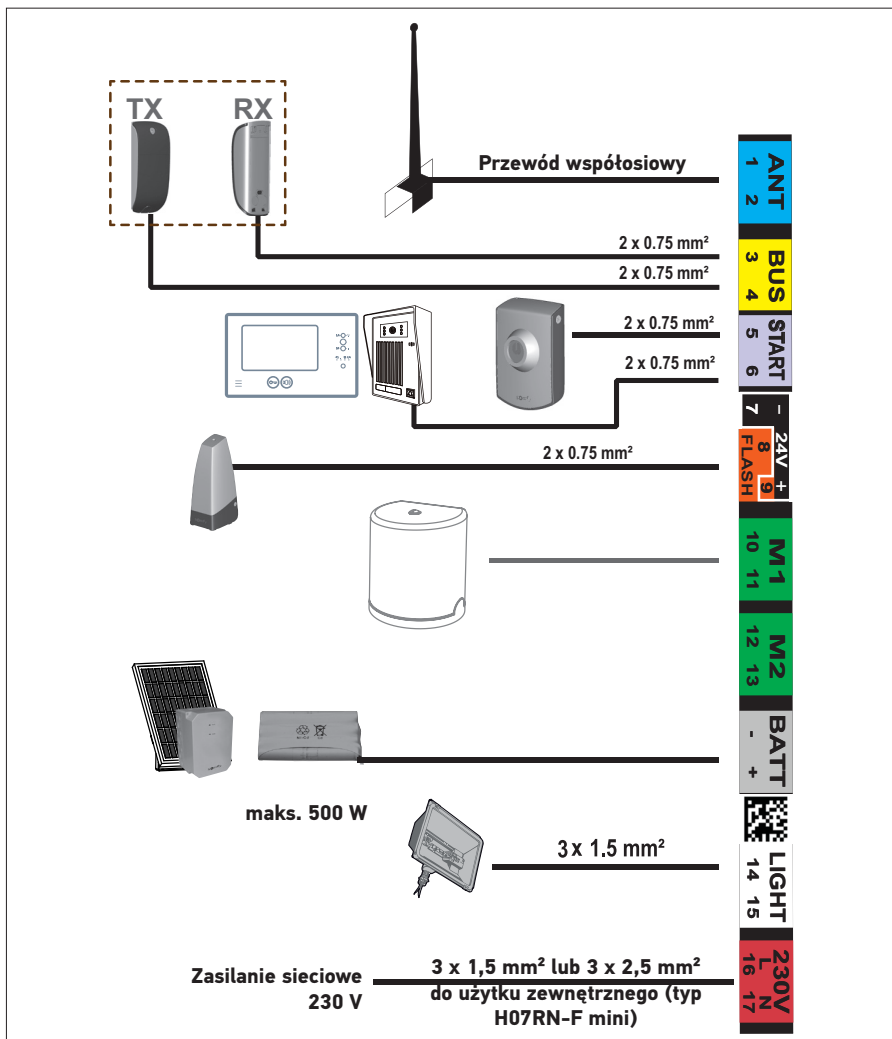 TX RX
Przewód współosiowy
ANT
1 2
2 x 0.75 mm²
2 x 0.75 mm²
BUS
3 4
2 x 0.75 mm²
2 x 0.75 mm²
START
5 6
- 24V +
7 8 9
FLASH
2 x 0.75 mm²
M1
10 11
M2
12 13
BATT
- +
maks. 500 W
3 x 1.5 mm²
LIGHT
14 15
Zasilanie sieciowe
230 V
3 x 1,5 mm² lub 3 x 2,5 mm²
do użytku zewnętrznego (typ
H07RN-F mini)
230V
L N
16 17